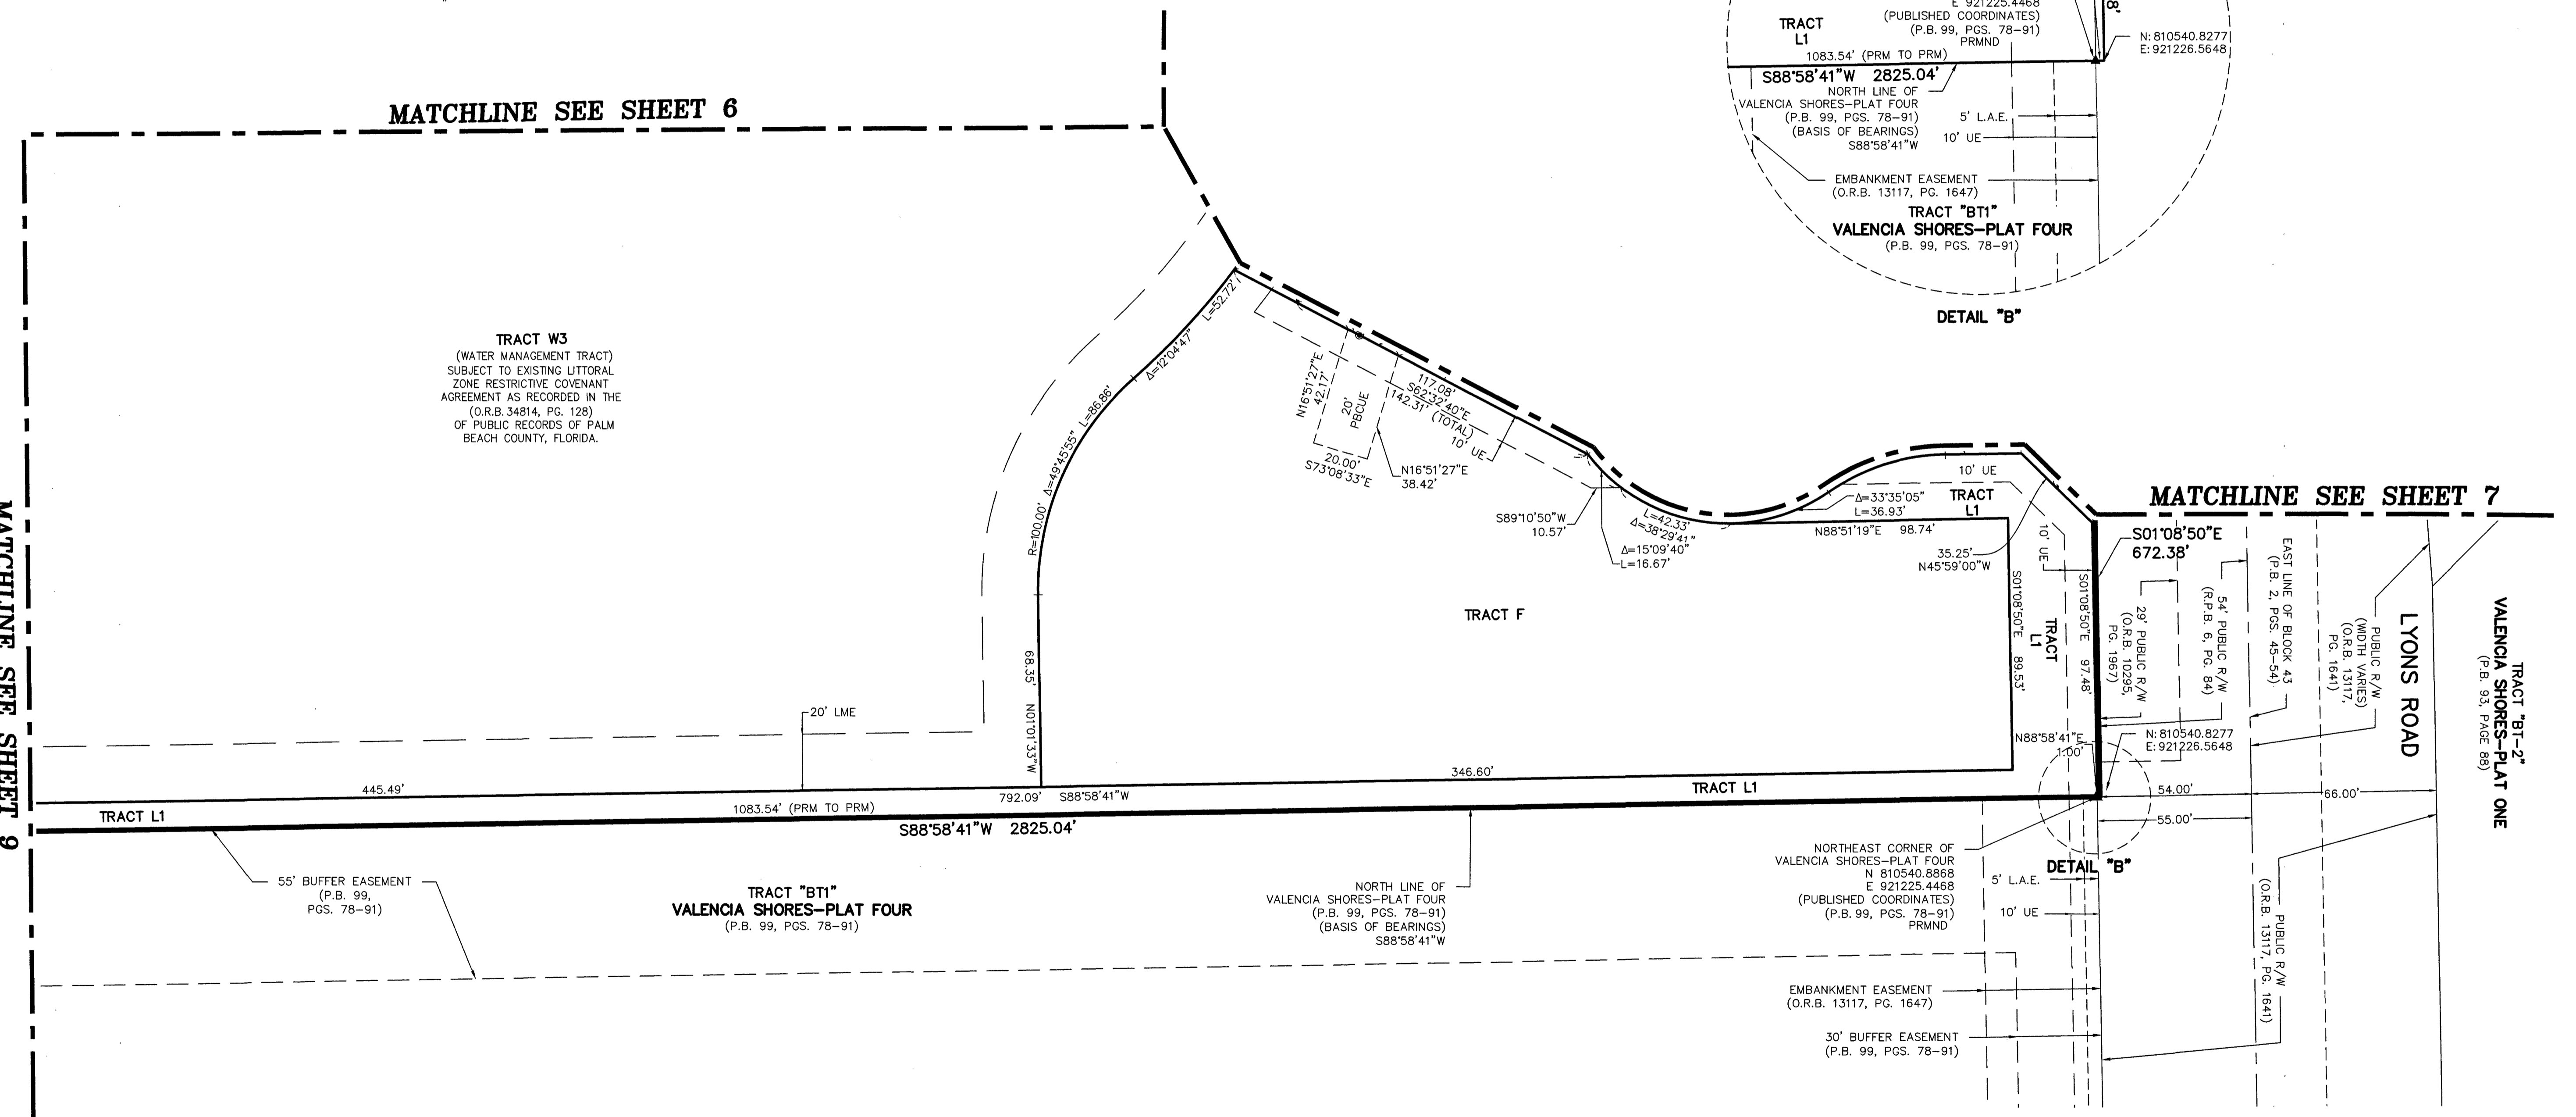 MATCHLINE SEE SHEET 6
TRACT W3
(WATER MANAGEMENT TRACT)
SUBJECT TO EXISTING LITTORAL
ZONE RESTRICTIVE COVENANT
AGREEMENT AS RECORDED IN THE
(O.R.B. 34814, PG. 128)
OF PUBLIC RECORDS OF PALM
BEACH COUNTY, FLORIDA.
MATCHLINE SEE SHEET 9
E 921225.4468
(PUBLISHED COORDINATES)
(P.B. 99, PGS. 78-91)
PRMND
TRACT
L1
8'
N: 810540.8277
E: 921226.5648
1083.54' (PRM TO PRM)
S88°58'41"W 2825.04'
NORTH LINE OF
VALENCIA SHORES-PLAT FOUR
(P.B. 99, PGS. 78-91)
(BASIS OF BEARINGS)
S88°58'41"W
5' L.A.E.
10' UE
EMBANKMENT EASEMENT
(O.R.B. 13117, PG. 1647)
TRACT "BT1"
VALENCIA SHORES-PLAT FOUR
(P.B. 99, PGS. 78-91)
DETAIL "B"
L=52.72'
Δ=12°04'47"
L=86.86'
Δ=49°45'55"
R=100.00'
68.35' N01°01'33"W
N16°51'27"E
42.17'
20'
PBCUE
20.00'
S73°08'33"E
N16°51'27"E
38.42'
117.08'
S62°32'40"E
142.31' (TOTAL)
10' UE
S89°10'50"W
10.57'
L=42.33'
Δ=38°29'41"
Δ=15°09'40"
L=16.67'
Δ=33°35'05"
L=36.93'
N88°51'19"E 98.74'
10' UE
TRACT
L1
35.25'
N45°59'00"W
10' UE
TRACT F
S01°08'50"E 89.53'
TRACT
L1
S01°08'50"E 97.48'
MATCHLINE SEE SHEET 7
S01°08'50"E
672.38'
29' PUBLIC R/W
(O.R.B. 10295,
PG. 1967)
54' PUBLIC R/W
(R.P.B. 6, PG. 84)
EAST LINE OF BLOCK 43
(P.B. 2, PGS. 45-54)
PUBLIC R/W
(WIDTH VARIES)
(O.R.B. 13117,
PG. 1641)
LYONS ROAD
TRACT "BT-2"
VALENCIA SHORES-PLAT ONE
(P.B. 93, PAGE 88)
N88°58'41"E
1.00'
N: 810540.8277
E: 921226.5648
20' LME
445.49'
346.60'
TRACT L1
1083.54' (PRM TO PRM)
792.09' S88°58'41"W
TRACT L1
S88°58'41"W 2825.04'
54.00'
66.00'
55.00'
DETAIL "B"
55' BUFFER EASEMENT
(P.B. 99,
PGS. 78-91)
TRACT "BT1"
VALENCIA SHORES-PLAT FOUR
(P.B. 99, PGS. 78-91)
NORTH LINE OF
VALENCIA SHORES-PLAT FOUR
(P.B. 99, PGS. 78-91)
(BASIS OF BEARINGS)
S88°58'41"W
NORTHEAST CORNER OF
VALENCIA SHORES-PLAT FOUR
N 810540.8868
E 921225.4468
(PUBLISHED COORDINATES)
(P.B. 99, PGS. 78-91)
PRMND
5' L.A.E.
10' UE
EMBANKMENT EASEMENT
(O.R.B. 13117, PG. 1647)
30' BUFFER EASEMENT
(P.B. 99, PGS. 78-91)
PUBLIC R/W
(O.R.B. 13117, PG. 1641)